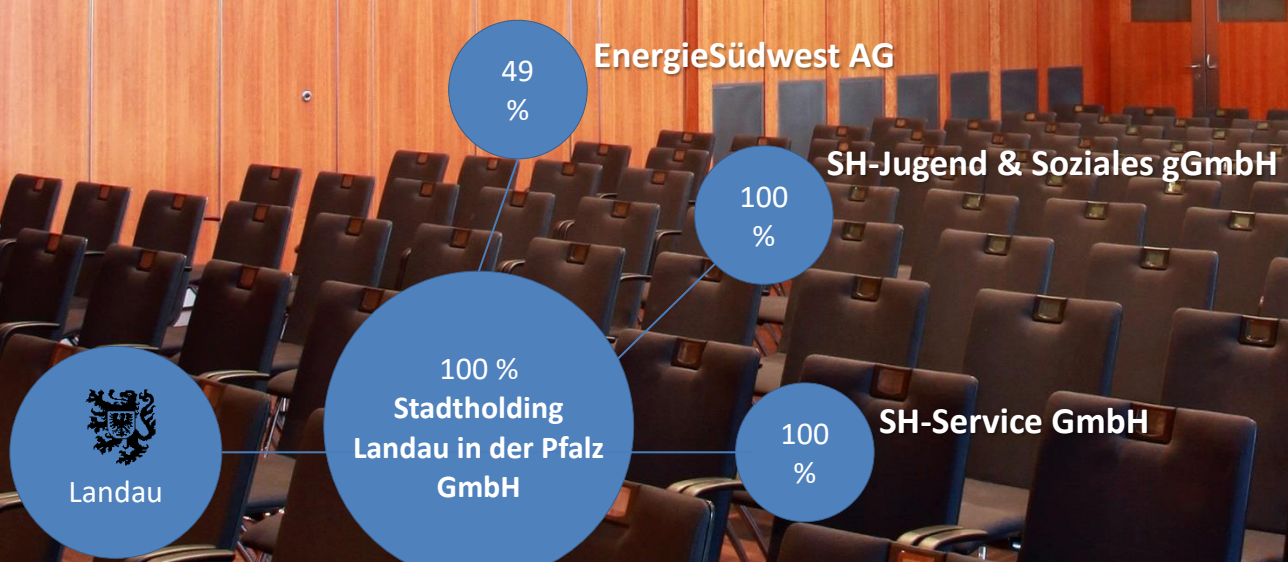 49
%
EnergieSüdwest AG
100
%
SH-Jugend & Soziales gGmbH
100 %
Stadtholding
Landau in der Pfalz
GmbH
Landau
100
%
SH-Service GmbH